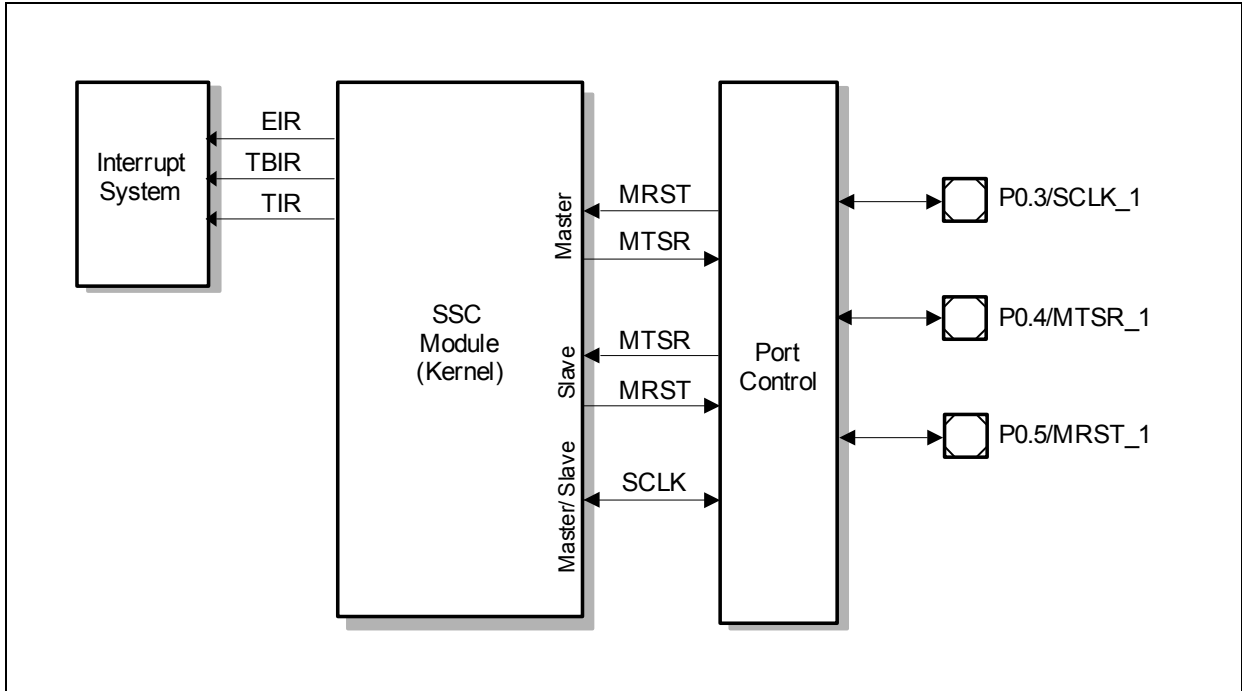 Interrupt
System
EIR
TBIR
TIR
SSC
Module
(Kernel)
Master
Slave
Master/ Slave
MRST
MTSR
MTSR
MRST
SCLK
Port
Control
P0.3/SCLK_1
P0.4/MTSR_1
P0.5/MRST_1